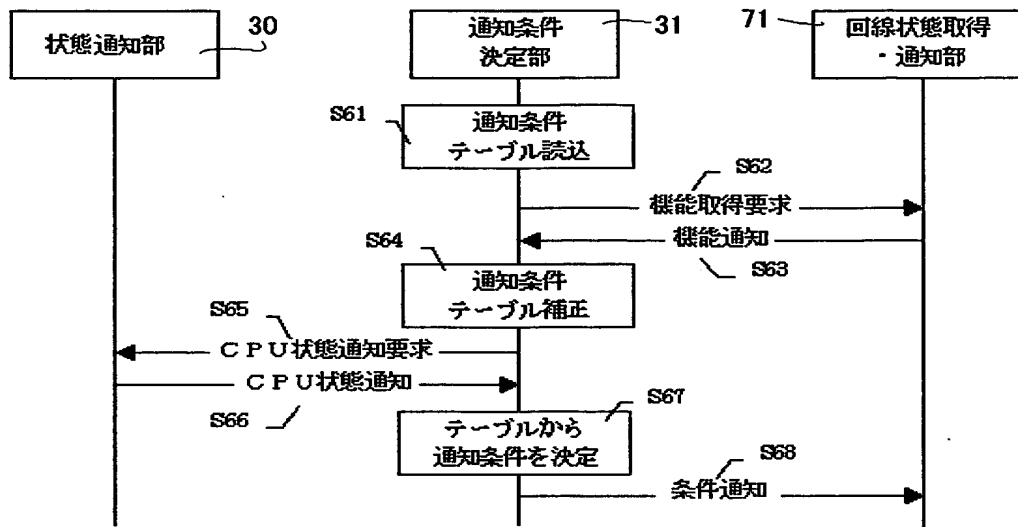 状態通知部
30
通知条件
決定部
31
71
回線状態取得
・通知部
S61
通知条件
テーブル読込
S62
機能取得要求
機能通知
S63
S64
通知条件
テーブル補正
S65
CPU状態通知要求
CPU状態通知
S66
S67
テーブルから
通知条件を決定
S68
条件通知